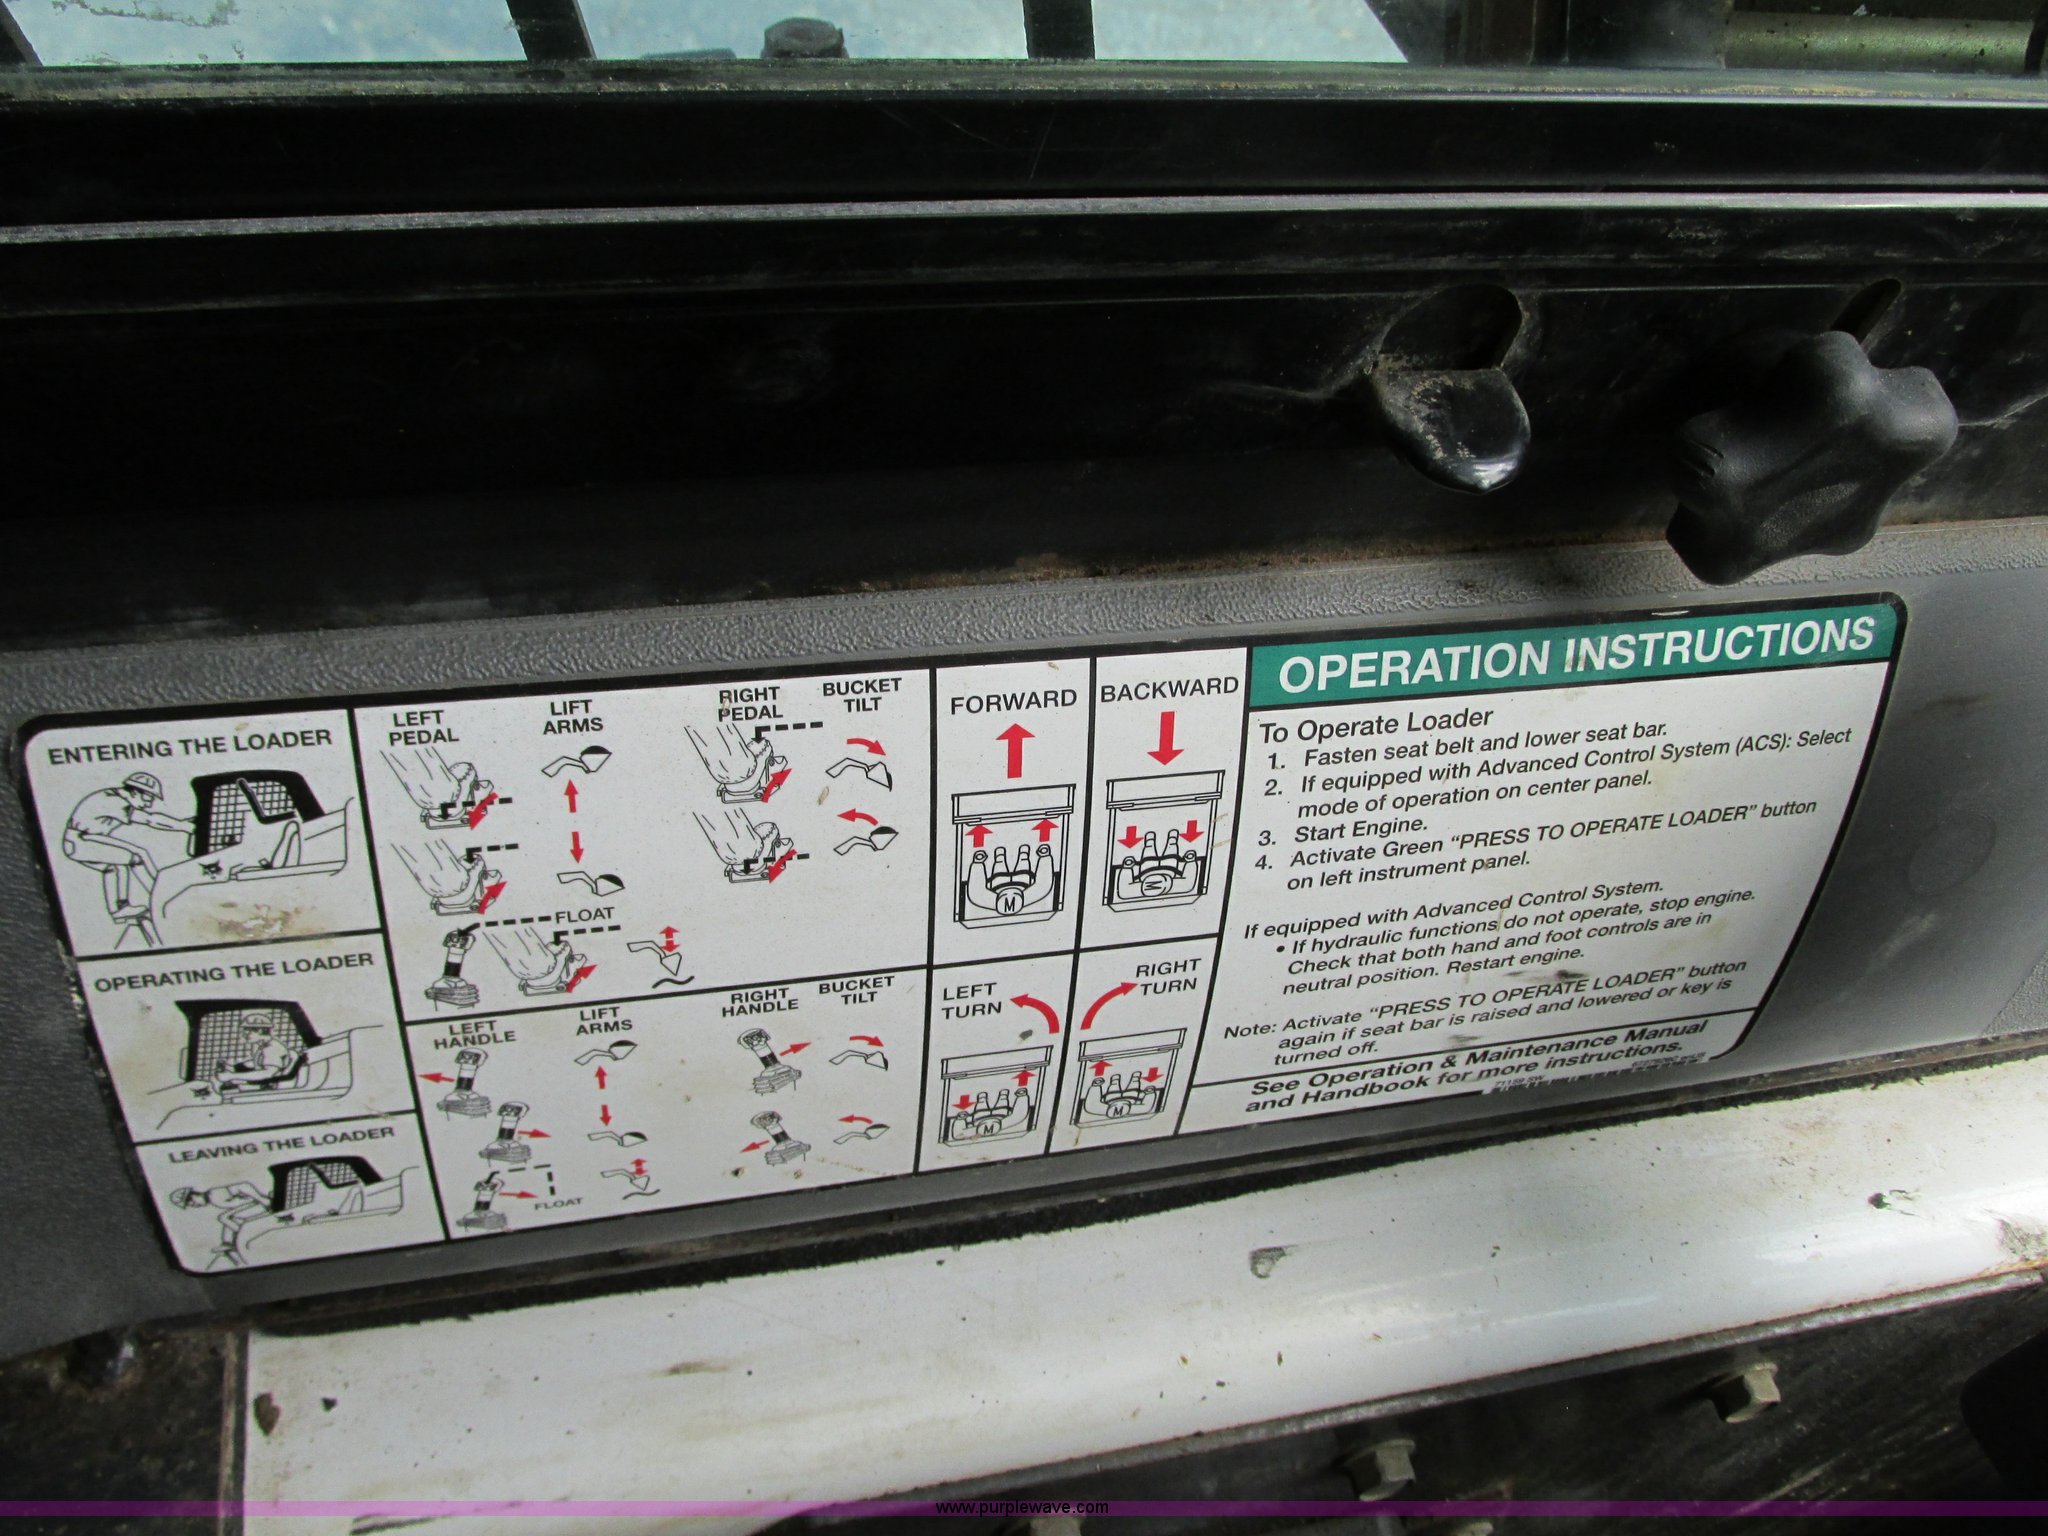 ENTERING THE LOADER
OPERATING THE LOADER
LEAVING THE LOADER
LEFT
PEDAL
LIFT
ARMS
RIGHT
PEDAL
BUCKET
TILT
FLOAT
LEFT
HANDLE
LIFT
ARMS
RIGHT
HANDLE
BUCKET
TILT
FLOAT
FORWARD
M
BACKWARD
M
LEFT
TURN
M
RIGHT
TURN
M
OPERATION INSTRUCTIONS
To Operate Loader
1. Fasten seat belt and lower seat bar.
2. If equipped with Advanced Control System (ACS): Select
mode of operation on center panel.
3. Start Engine.
4. Activate Green "PRESS TO OPERATE LOADER" button
on left instrument panel.
If equipped with Advanced Control System.
• If hydraulic functions do not operate, stop engine.
Check that both hand and foot controls are in
neutral position. Restart engine.
Note: Activate "PRESS TO OPERATE LOADER" button
again if seat bar is raised and lowered or key is
turned off.
See Operation & Maintenance Manual
and Handbook for more instructions.
www.purplewave.com